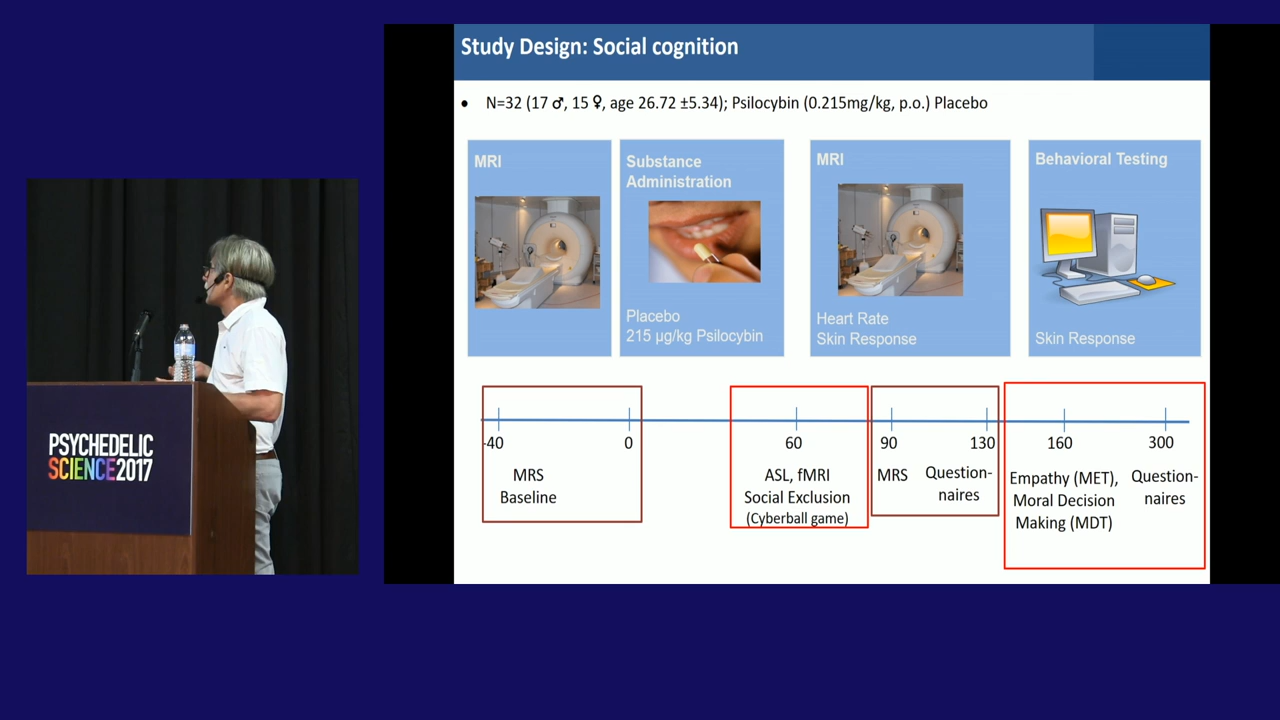 Study Design: Social cognition
• N=32 (17 ♂, 15 ♀, age 26.72 ±5.34); Psilocybin (0.215mg/kg, p.o.) Placebo
MRI
Substance
Administration
Placebo
215 µg/kg Psilocybin
MRI
Heart Rate
Skin Response
Behavioral Testing
Skin Response
-40
0
60
90
130
160
300
MRS
Baseline
ASL, fMRI
Social Exclusion
(Cyberball game)
MRS
Question-
naires
Empathy (MET),
Moral Decision
Making (MDT)
Question-
naires
PSYCHEDELIC
SCIENCE2017